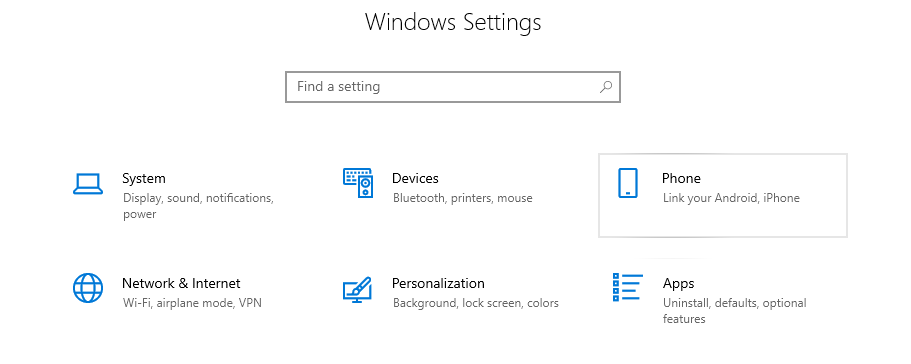 Windows Settings
Find a setting
System
Display, sound, notifications,
power
Devices
Bluetooth, printers, mouse
Phone
Link your Android, iPhone
Network & Internet
Wi-Fi, airplane mode, VPN
Personalization
Background, lock screen, colors
Apps
Uninstall, defaults, optional
features